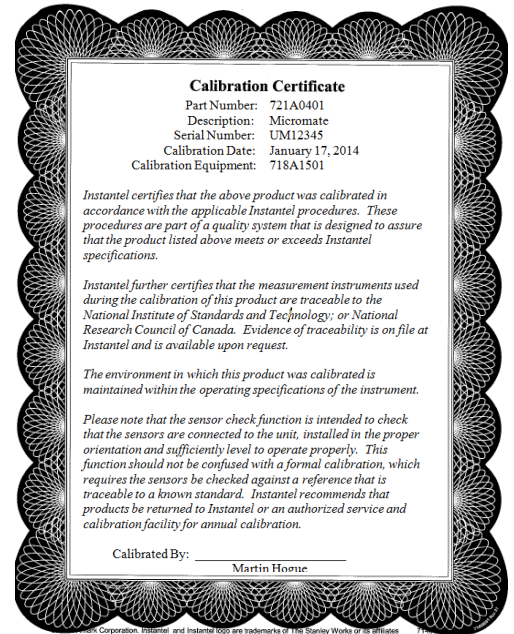 Calibration Certificate
Part Number: 721A0401
Description: Micromate
Serial Number: UM12345
Calibration Date: January 17, 2014
Calibration Equipment: 718A1501
Instantel certifies that the above product was calibrated in
accordance with the applicable Instantel procedures. These
procedures are part of a quality system that is designed to assure
that the product listed above meets or exceeds Instantel
specifications.
Instantel further certifies that the measurement instruments used
during the calibration of this product are traceable to the
National Institute of Standards and Technology; or National
Research Council of Canada. Evidence of traceability is on file at
Instantel and is available upon request.
The environment in which this product was calibrated is
maintained within the operating specifications of the instrument.
Please note that the sensor check function is intended to check
that the sensors are connected to the unit, installed in the proper
orientation and sufficiently level to operate properly. This
function should not be confused with a formal calibration, which
requires the sensors be checked against a reference that is
traceable to a known standard. Instantel recommends that
products be returned to Instantel or an authorized service and
calibration facility for annual calibration.
Calibrated By:
Martin Hogue
Corporation. Instantel and Instantel logo are trademarks of The Stanley Works or its affiliates